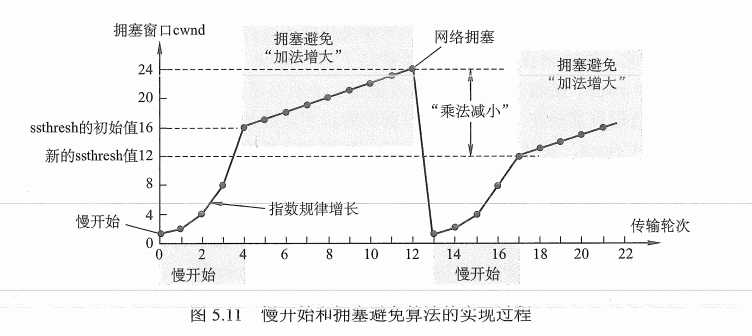 拥塞窗口cwnd
网络拥塞
拥塞避免
“加法增大”
拥塞避免
“加法增大”
24
20
“乘法减小”
ssthresh的初始值16
新的ssthresh值12
8
指数规律增长
4
慢开始
传输轮次
0
0 2 4 6 8 10 12 13 14 16 18 20 22
慢开始
慢开始
图 5.11 慢开始和拥塞避免算法的实现过程